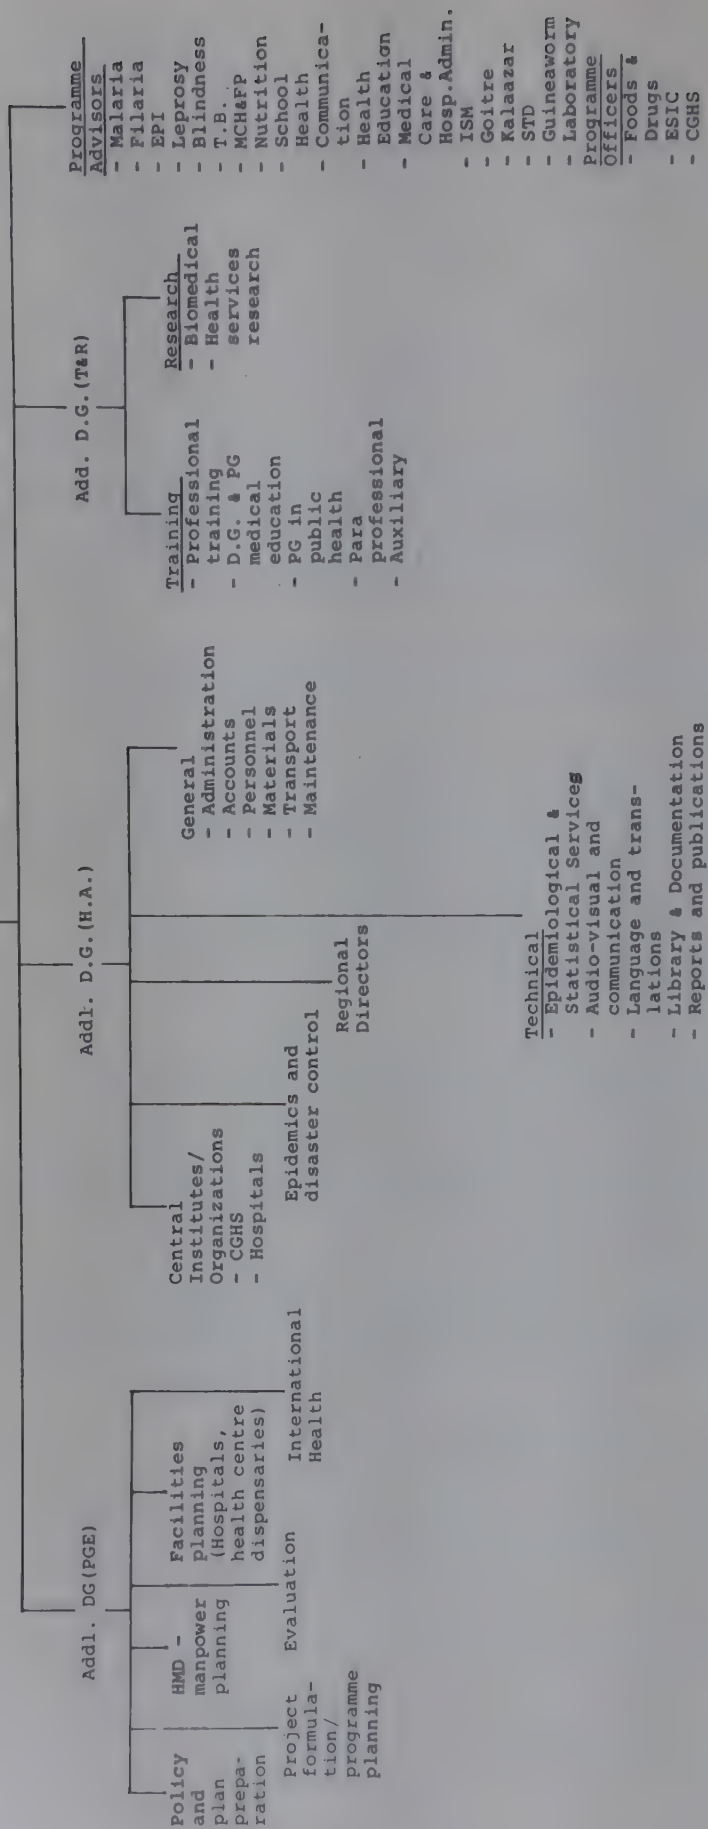 Addl. DG(PGE)
Policy
and
plan
prepa-
ration
Project
formula-
tion/
programme
planning
HMD -
manpower
planning
Evaluation
Facilities
planning
(Hospitals,
health centre
dispensaries)
International
Health
Addl. D.G.(H.A.)
Central
Institutes/
Organizations
- CGHS
- Hospitals
Epidemics and
disaster control
Regional
Directors
Technical
- Epidemiological &
Statistical Services
- Audio-visual and
communication
- Language and trans-
lations
- Library & Documentation
- Reports and publications
General
- Administration
- Accounts
- Personnel
- Materials
- Transport
- Maintenance
Add. D.G.(T&R)
Training
- Professional
training
- D.G. & PG
medical
education
- PG in
public
health
- Para
professional
- Auxiliary
Research
- Biomedical
- Health
services
research
Programme
Advisors
- Malaria
- Filaria
- EPI
- Leprosy
- Blindness
- T.B.
- MCH&FP
- Nutrition
- School
Health
- Communica-
tion
- Health
Education
- Medical
Care &
Hosp.Admin.
- ISM
- Goitre
- Kalaazar
- STD
- Guineaworm
- Laboratory
Programme
Officers
- Foods &
Drugs
- ESIC
- CGHS